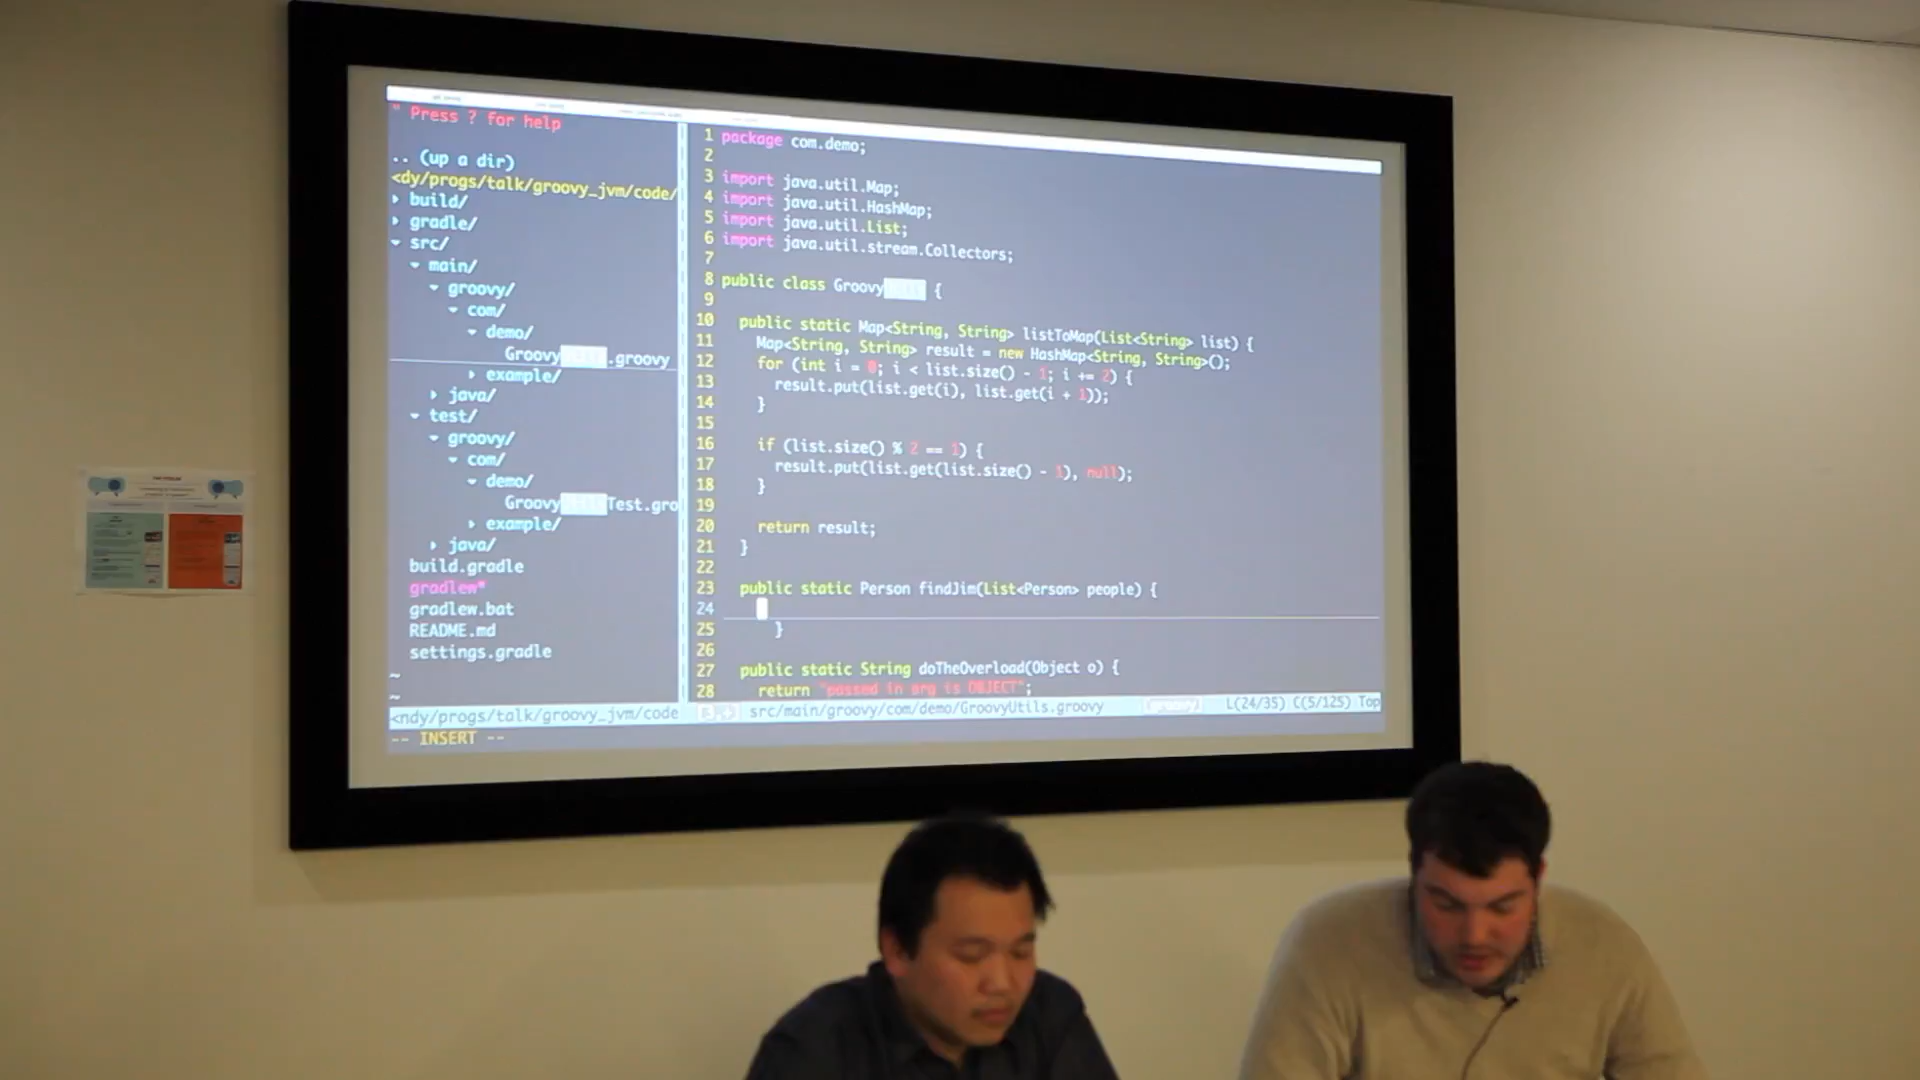 " Press ? for help
.. (up a dir)
<dy/progs/talk/groovy_jvm/code/
▸ build/
▸ gradle/
▾ src/
▾ main/
▾ groovy/
▾ com/
▾ demo/
Groovy .groovy
▸ example/
▸ java/
▾ test/
▾ groovy/
▾ com/
▾ demo/
Groovy Test.gro
▸ example/
▸ java/
build.gradle
gradlew*
gradlew.bat
README.md
settings.gradle
~
~
<ndy/progs/talk/groovy_jvm/code
-- INSERT --
1 package com.demo;
2
3 import java.util.Map;
4 import java.util.HashMap;
5 import java.util.List;
6 import java.util.stream.Collectors;
7
8 public class Groovy {
9
10 public static Map<String, String> listToMap(List<String> list) {
11 Map<String, String> result = new HashMap<String, String>();
12 for (int i = 0; i < list.size() - 1; i += 2) {
13 result.put(list.get(i), list.get(i + 1));
14 }
15
16 if (list.size() % 2 == 1) {
17 result.put(list.get(list.size() - 1), null);
18 }
19
20 return result;
21 }
22
23 public static Person findJim(List<Person> people) {
24
25 }
26
27 public static String doTheOverload(Object o) {
28 return "passed in arg is OBJECT";
src/main/groovy/com/demo/GroovyUtils.groovy (groovy) L(24/35) C(5/125) Top